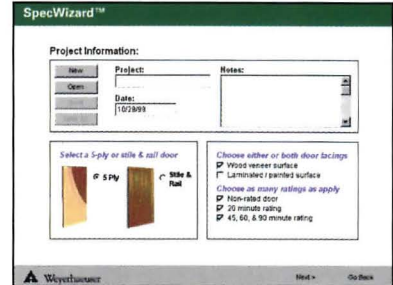 SpecWizard™
Project Information:
New
Project:
Notes:
Open
Date:
10/28/99
Select a 5-ply or stile & rail door
5 Ply
Stile &
Rail
Choose either or both door facings
Wood veneer surface
Laminated / painted surface
Choose as many ratings as apply
Non-rated door
20 minute rating
45, 60, & 90 minute rating
Weyerhaeuser
Next »
Go Back